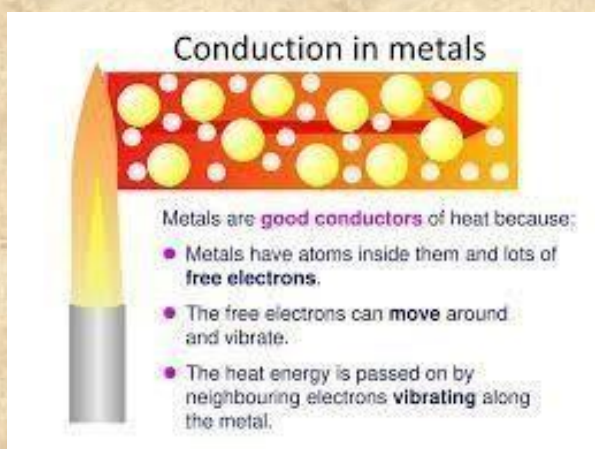 Conduction in metals
Metals are good conductors of heat because:
Metals have atoms inside them and lots of
free electrons.
The free electrons can move around
and vibrate.
The heat energy is passed on by
neighbouring electrons vibrating along
the metal.